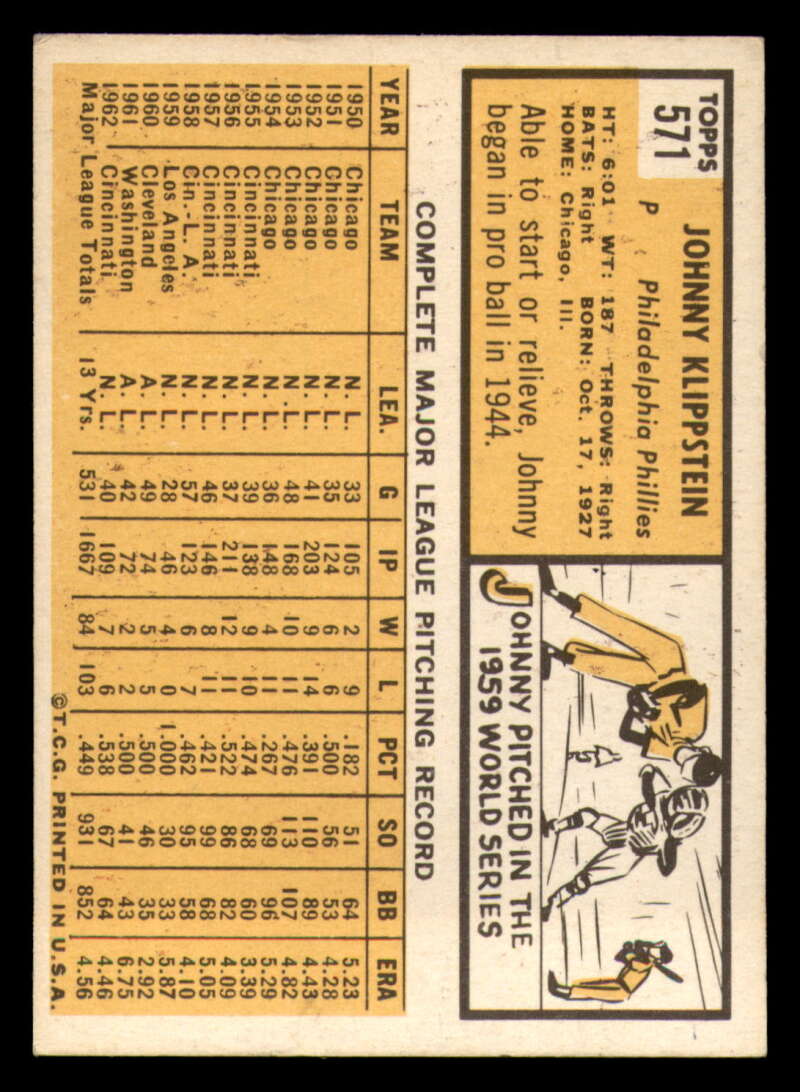 TOPPS
571
JOHNNY KLIPPSTEIN
P Philadelphia Phillies
HT: 6:01 WT: 187 THROWS: Right
BATS: Right BORN: Oct. 17, 1927
HOME: Chicago, Ill.
Able to start or relieve, Johnny
began in pro ball in 1944.
JOHNNY PITCHED IN THE
1959 WORLD SERIES
COMPLETE MAJOR LEAGUE PITCHING RECORD
YEAR TEAM LEA. G IP W L PCT SO BB ERA
1950 Chicago N. L. 33 105 2 9 .182 51 64 5.23
1951 Chicago N. L. 35 124 6 6 .500 56 53 4.28
1952 Chicago N. L. 41 203 9 14 .391 110 89 4.43
1953 Chicago N. L. 48 168 10 11 .476 113 107 4.82
1954 Chicago N. L. 36 148 4 11 .267 69 96 5.29
1955 Cincinnati N. L. 39 138 9 10 .474 68 60 3.39
1956 Cincinnati N. L. 37 211 12 11 .522 86 82 4.09
1957 Cincinnati N. L. 46 146 8 11 .421 99 68 5.05
1958 Cin.-L. A. N. L. 57 123 6 7 .462 95 58 4.10
1959 Los Angeles N. L. 28 46 4 0 1.000 30 33 5.87
1960 Cleveland A. L. 49 74 5 5 .500 46 35 2.92
1961 Washington A. L. 42 72 2 2 .500 41 43 6.75
1962 Cincinnati N. L. 40 109 7 6 .538 67 64 4.46
Major League Totals 13 Yrs. 531 1667 84 103 .449 931 852 4.56
©T.C.G. PRINTED IN U.S.A.